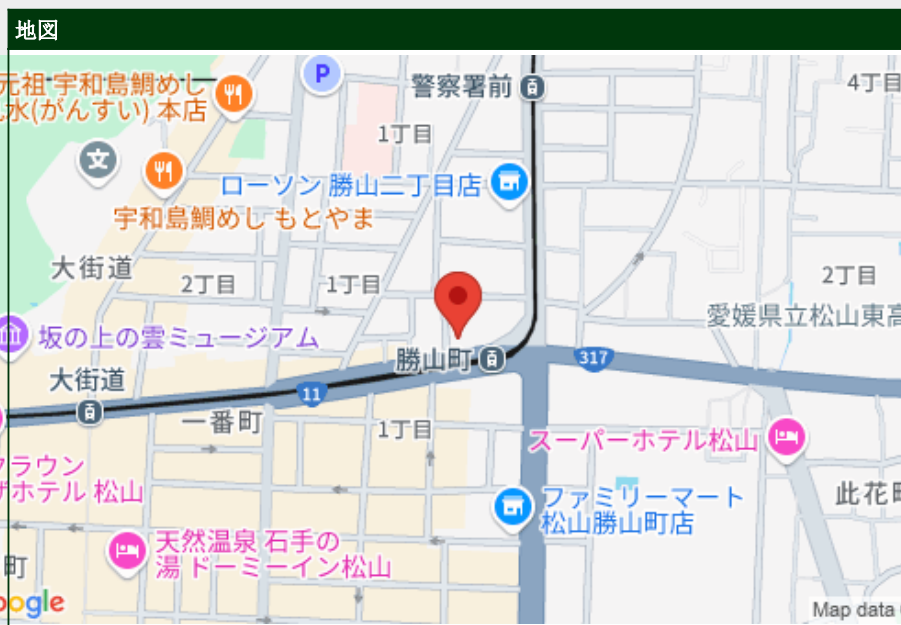 地図
元祖 宇和島鯛めし
水(がんすい) 本店
P
警察署前
4丁目
1丁目
文
ローソン 勝山二丁目店
宇和島鯛めし もとやま
大街道
2丁目
1丁目
2丁目
愛媛県立松山東高
坂の上の雲ミュージアム
勝山町
317
大街道
11
一番町
1丁目
スーパーホテル松山
クラウン
ザホテル 松山
ファミリーマート
松山勝山町店
此花町
天然温泉 石手の
湯 ドーミーイン松山
町
oogle
Map data